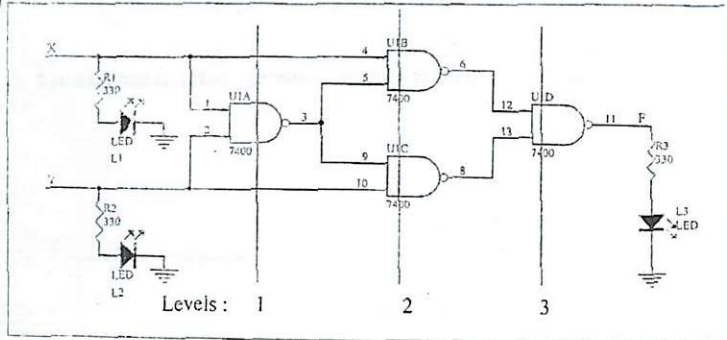 X
R1
330
LED
L1
1
2
U1A
3
7400
4
5
U1B
6
7400
9
10
U1C
8
7400
12
13
U1D
11
F
7400
R3
330
L3
LED
Y
R2
330
LED
L2
Levels : 1 2 3